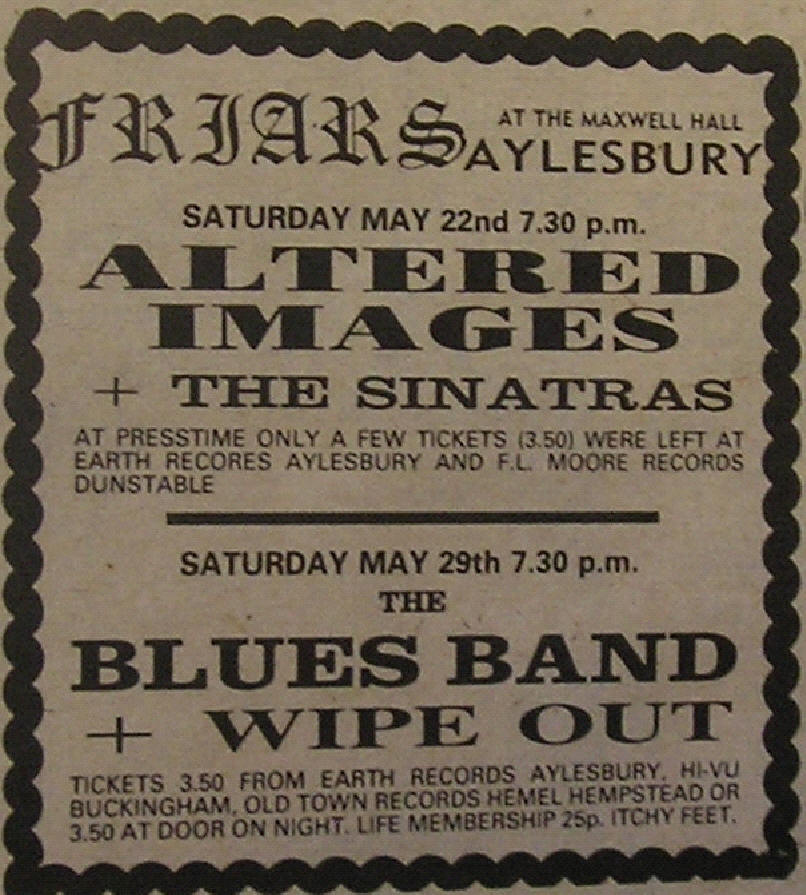 FRIARS AT THE MAXWELL HALL
AYLESBURY
SATURDAY MAY 22nd 7.30 p.m.
ALTERED
IMAGES
+ THE SINATRAS
AT PRESSTIME ONLY A FEW TICKETS (3.50) WERE LEFT AT
EARTH RECORES AYLESBURY AND F.L. MOORE RECORDS
DUNSTABLE
SATURDAY MAY 29th 7.30 p.m.
THE
BLUES BAND
+ WIPE OUT
TICKETS 3.50 FROM EARTH RECORDS AYLESBURY, HI-VU
BUCKINGHAM, OLD TOWN RECORDS HEMEL HEMPSTEAD OR
3.50 AT DOOR ON NIGHT. LIFE MEMBERSHIP 25p. ITCHY FEET.